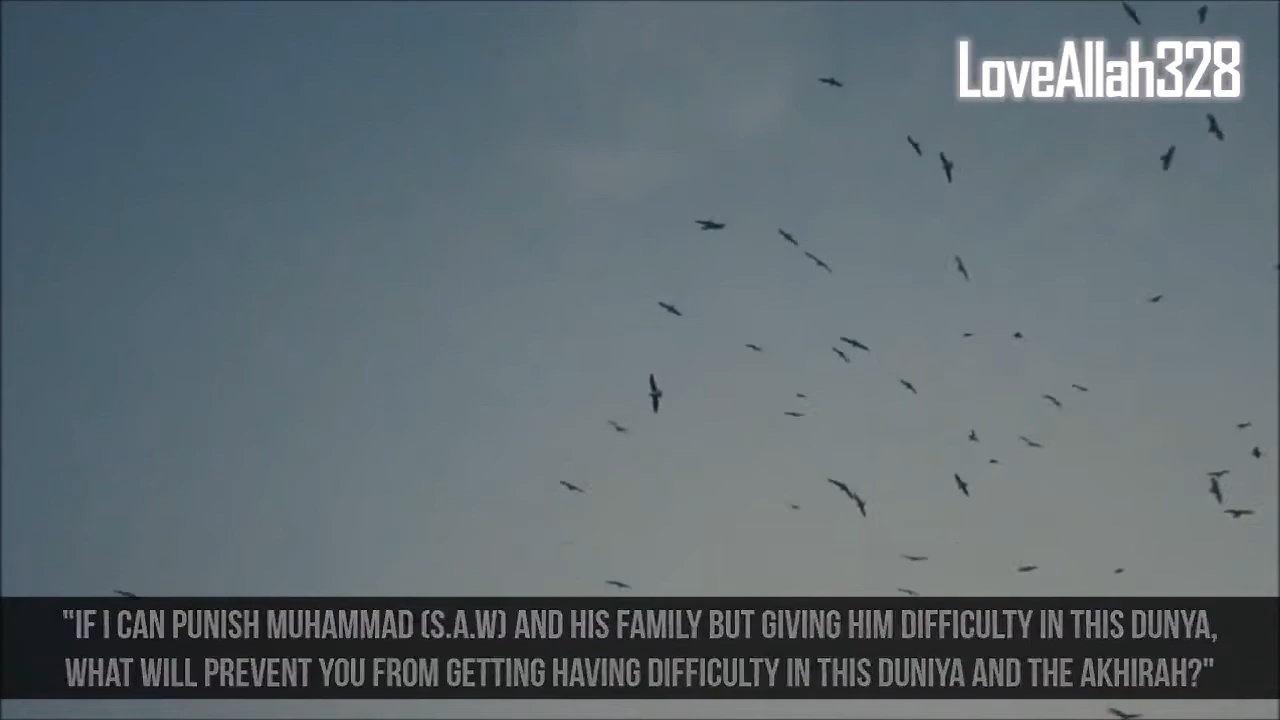 LoveAllah328
"IF I CAN PUNISH MUHAMMAD (S.A.W) AND HIS FAMILY BUT GIVING HIM DIFFICULTY IN THIS DUNYA,
WHAT WILL PREVENT YOU FROM GETTING HAVING DIFFICULTY IN THIS DUNIYA AND THE AKHIRAH?"